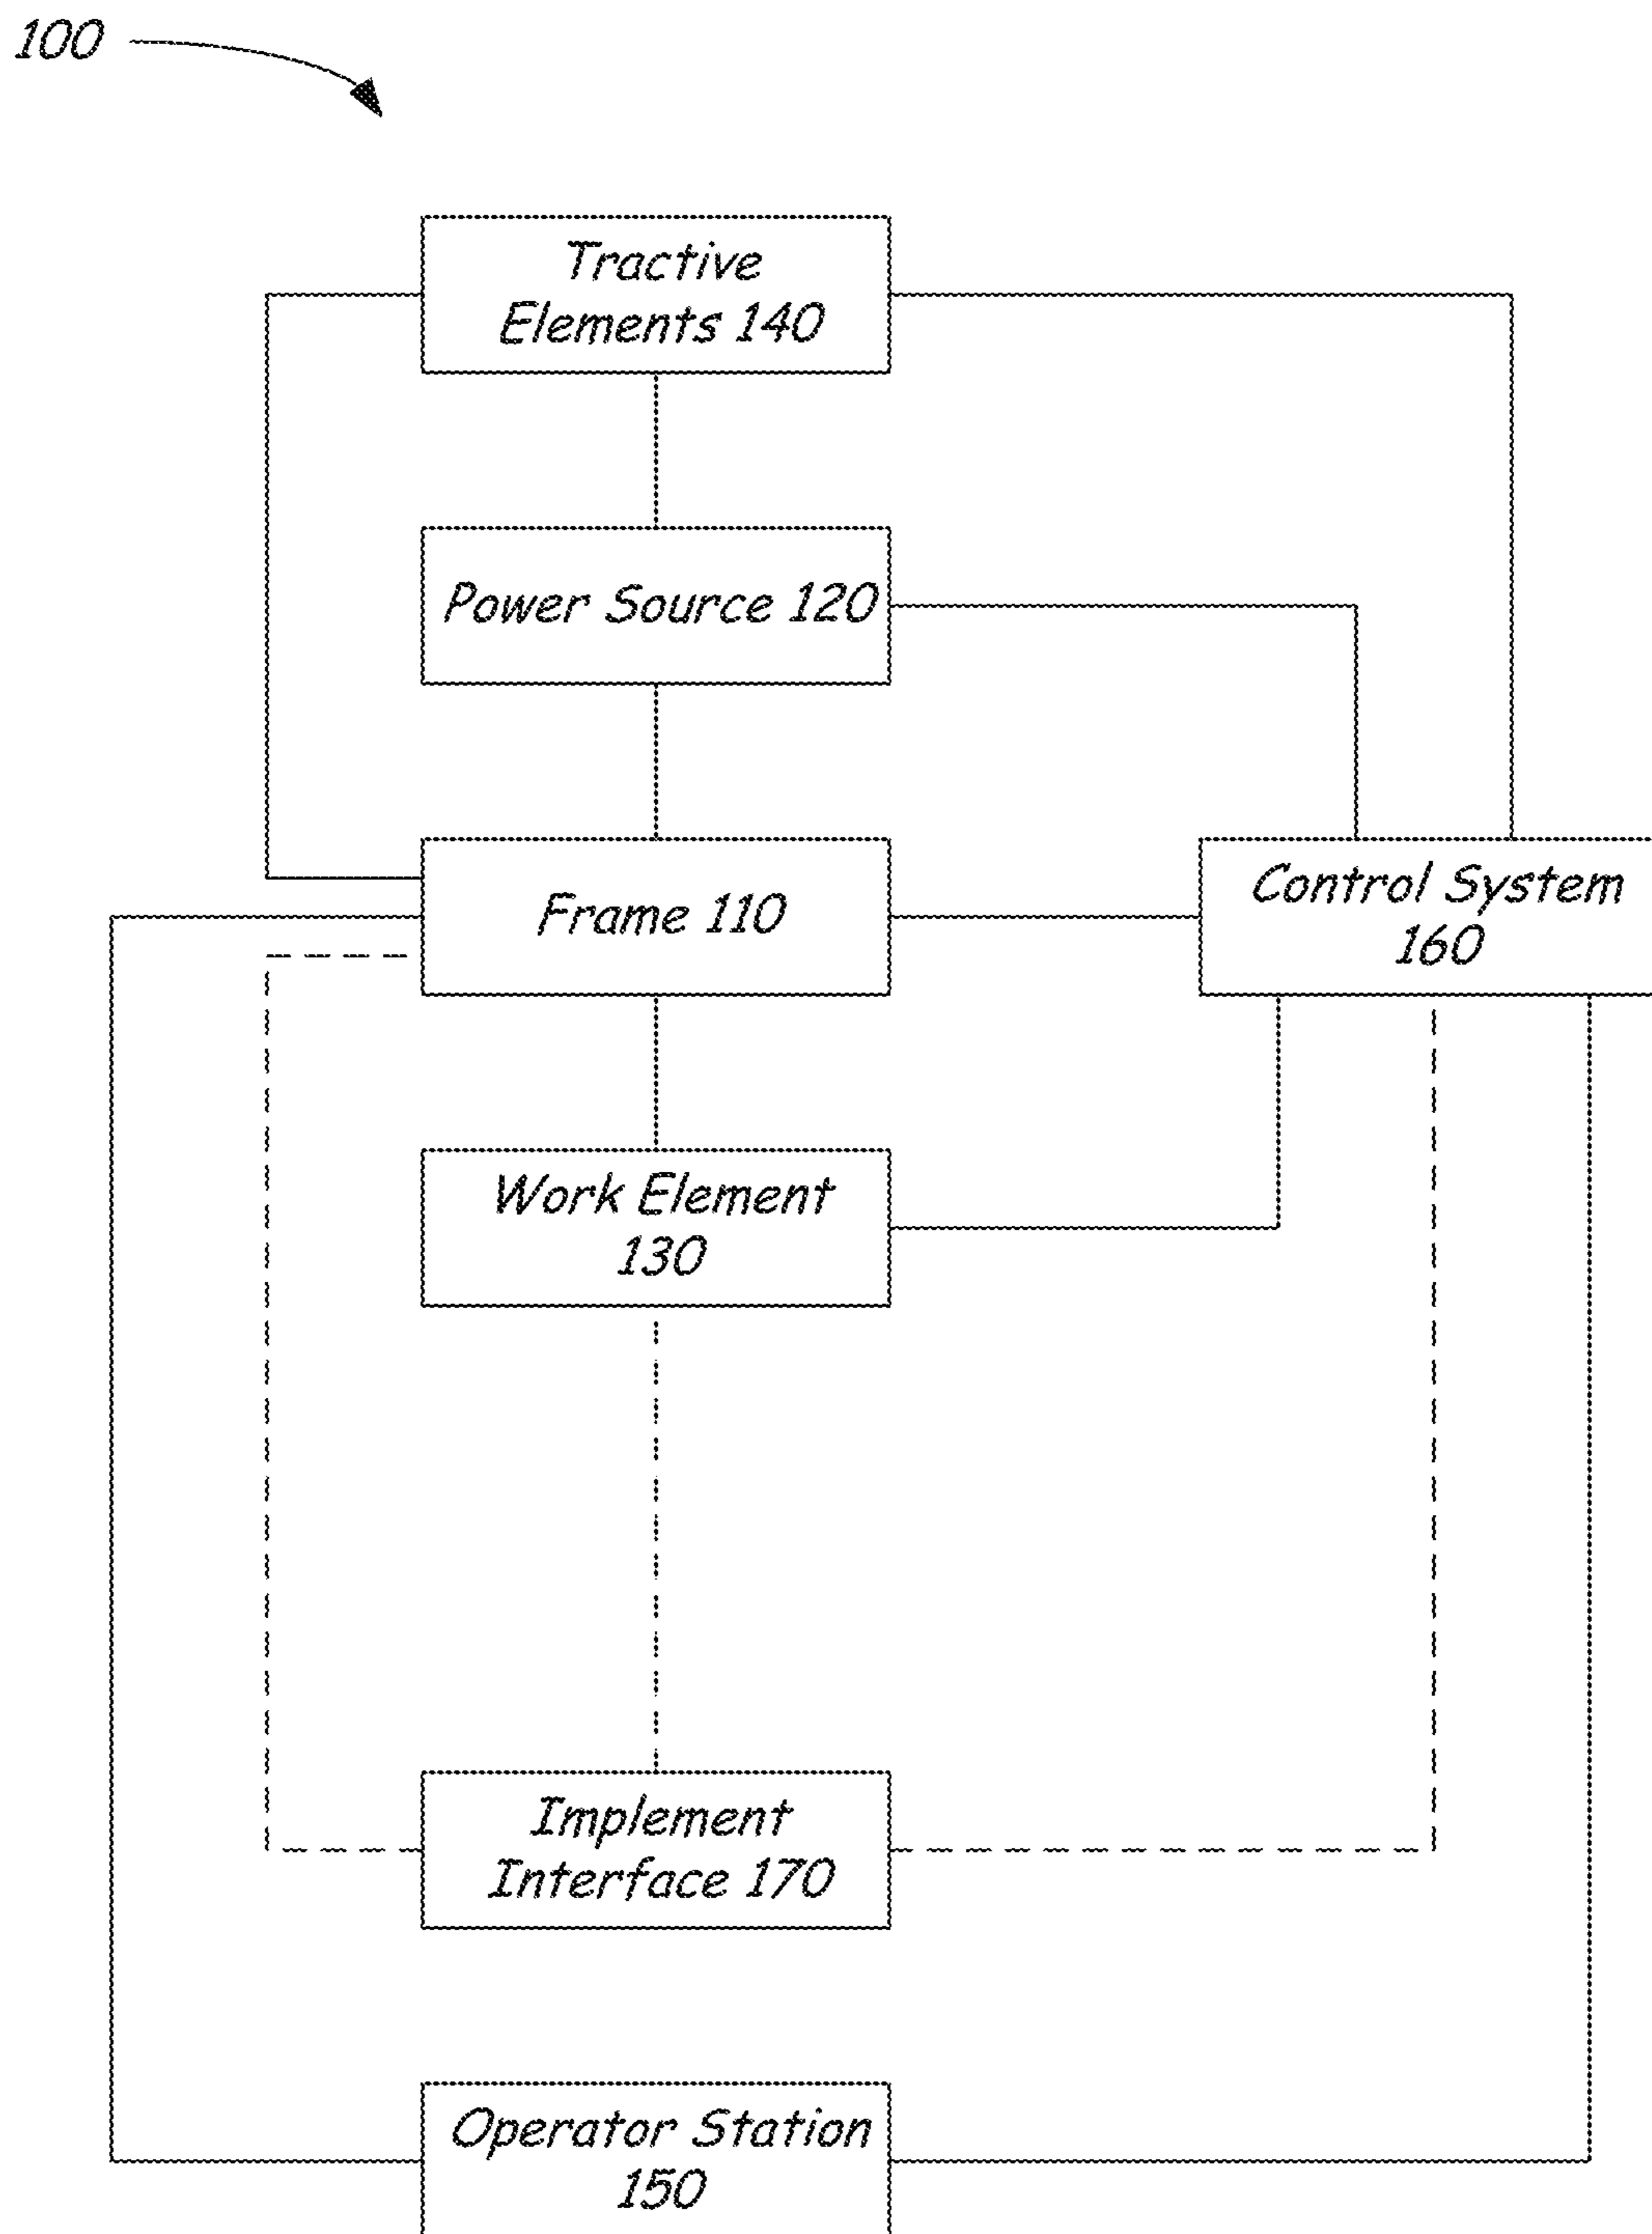 100
Tractive
Elements 140
Power Source 120
Frame 110
Control System
160
Work Element
130
Implement
Interface 170
Operator Station
150